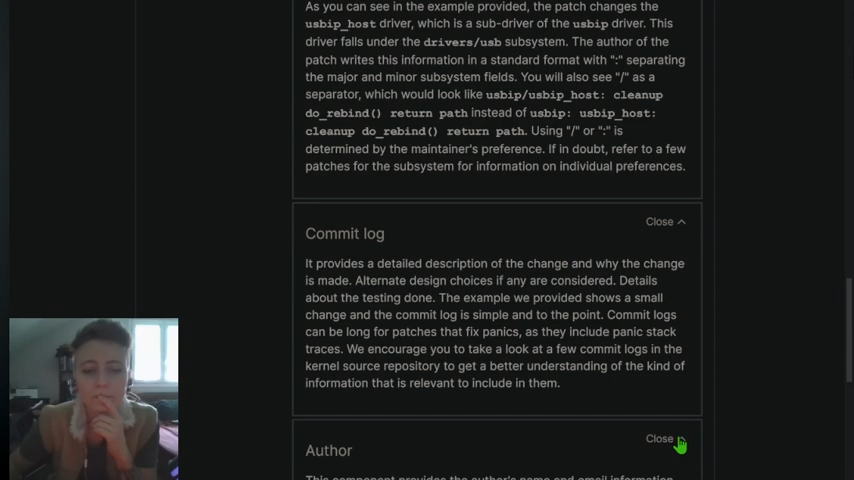 As you can see in the example provided, the patch changes the
usbip_host driver, which is a sub-driver of the usbip driver. This
driver falls under the drivers/usb subsystem. The author of the
patch writes this information in a standard format with ":" separating
the major and minor subsystem fields. You will also see "/" as a
separator, which would look like usbip/usbip_host: cleanup
do_rebind() return path instead of usbip: usbip_host:
cleanup do_rebind() return path. Using "/" or ":" is
determined by the maintainer's preference. If in doubt, refer to a few
patches for the subsystem for information on individual preferences.
Close
Commit log
It provides a detailed description of the change and why the change
is made. Alternate design choices if any are considered. Details
about the testing done. The example we provided shows a small
change and the commit log is simple and to the point. Commit logs
can be long for patches that fix panics, as they include panic stack
traces. We encourage you to take a look at a few commit logs in the
kernel source repository to get a better understanding of the kind of
information that is relevant to include in them.
Close
Author
This component provides the author's name and email information